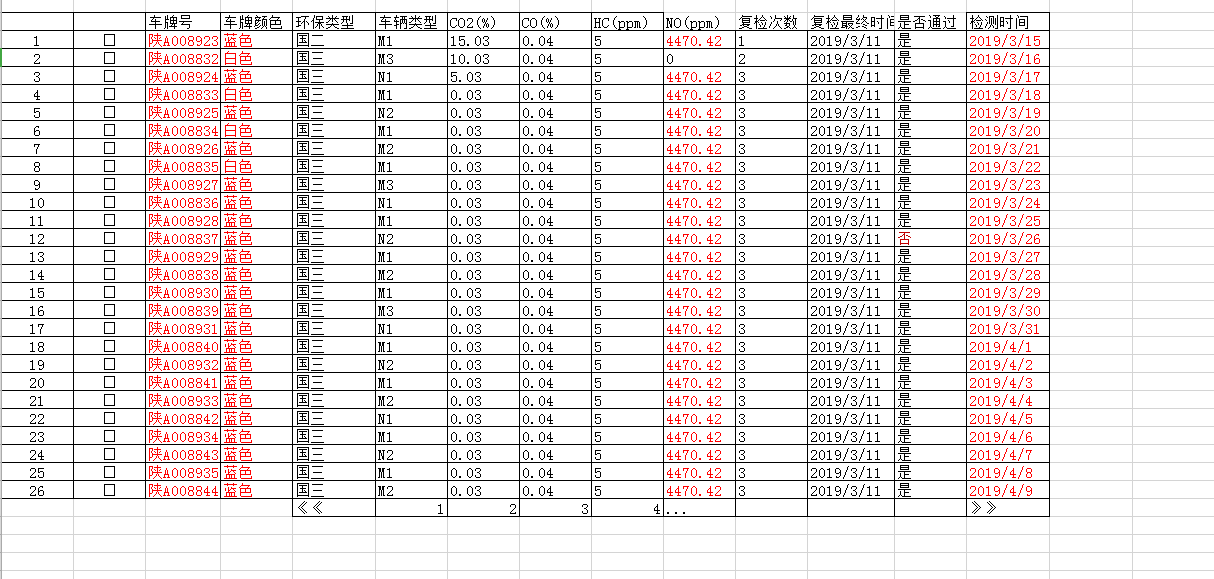 车牌号 车牌颜色 环保类型 车辆类型 CO2(%) CO(%) HC(ppm) NO(ppm) 复检次数 复检最终时间 是否通过 检测时间
1 □ 陕A008923 蓝色 国二 M1 15.03 0.04 5 4470.42 1 2019/3/11 是 2019/3/15
2 □ 陕A008832 白色 国三 M3 10.03 0.04 5 0 2 2019/3/11 是 2019/3/16
3 □ 陕A008924 蓝色 国三 N1 5.03 0.04 5 4470.42 3 2019/3/11 是 2019/3/17
4 □ 陕A008833 白色 国三 M1 0.03 0.04 5 4470.42 3 2019/3/11 是 2019/3/18
5 □ 陕A008925 蓝色 国三 N2 0.03 0.04 5 4470.42 3 2019/3/11 是 2019/3/19
6 □ 陕A008834 白色 国三 M1 0.03 0.04 5 4470.42 3 2019/3/11 是 2019/3/20
7 □ 陕A008926 蓝色 国三 M2 0.03 0.04 5 4470.42 3 2019/3/11 是 2019/3/21
8 □ 陕A008835 白色 国三 M1 0.03 0.04 5 4470.42 3 2019/3/11 是 2019/3/22
9 □ 陕A008927 蓝色 国三 M3 0.03 0.04 5 4470.42 3 2019/3/11 是 2019/3/23
10 □ 陕A008836 蓝色 国三 N1 0.03 0.04 5 4470.42 3 2019/3/11 是 2019/3/24
11 □ 陕A008928 蓝色 国三 M1 0.03 0.04 5 4470.42 3 2019/3/11 是 2019/3/25
12 □ 陕A008837 蓝色 国三 N2 0.03 0.04 5 4470.42 3 2019/3/11 否 2019/3/26
13 □ 陕A008929 蓝色 国三 M1 0.03 0.04 5 4470.42 3 2019/3/11 是 2019/3/27
14 □ 陕A008838 蓝色 国三 M2 0.03 0.04 5 4470.42 3 2019/3/11 是 2019/3/28
15 □ 陕A008930 蓝色 国三 M1 0.03 0.04 5 4470.42 3 2019/3/11 是 2019/3/29
16 □ 陕A008839 蓝色 国三 M3 0.03 0.04 5 4470.42 3 2019/3/11 是 2019/3/30
17 □ 陕A008931 蓝色 国三 N1 0.03 0.04 5 4470.42 3 2019/3/11 是 2019/3/31
18 □ 陕A008840 蓝色 国三 M1 0.03 0.04 5 4470.42 3 2019/3/11 是 2019/4/1
19 □ 陕A008932 蓝色 国三 N2 0.03 0.04 5 4470.42 3 2019/3/11 是 2019/4/2
20 □ 陕A008841 蓝色 国三 M1 0.03 0.04 5 4470.42 3 2019/3/11 是 2019/4/3
21 □ 陕A008933 蓝色 国三 M2 0.03 0.04 5 4470.42 3 2019/3/11 是 2019/4/4
22 □ 陕A008842 蓝色 国三 N1 0.03 0.04 5 4470.42 3 2019/3/11 是 2019/4/5
23 □ 陕A008934 蓝色 国三 M1 0.03 0.04 5 4470.42 3 2019/3/11 是 2019/4/6
24 □ 陕A008843 蓝色 国三 N2 0.03 0.04 5 4470.42 3 2019/3/11 是 2019/4/7
25 □ 陕A008935 蓝色 国三 M1 0.03 0.04 5 4470.42 3 2019/3/11 是 2019/4/8
26 □ 陕A008844 蓝色 国三 M2 0.03 0.04 5 4470.42 3 2019/3/11 是 2019/4/9
《《 1 2 3 4 ... 》》